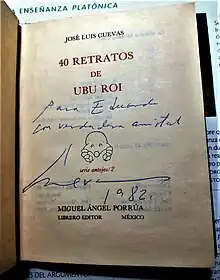 A ENSEÑANZA PLATÓNICA
JOSÉ LUIS CUEVAS
40 RETRATOS
DE
UBU ROI
Para Eduardo
con verdadera amistad
serie antojos/2
1982.
MIGUEL ÁNGEL PORRÚA
LIBRERO EDITOR MÉXICO